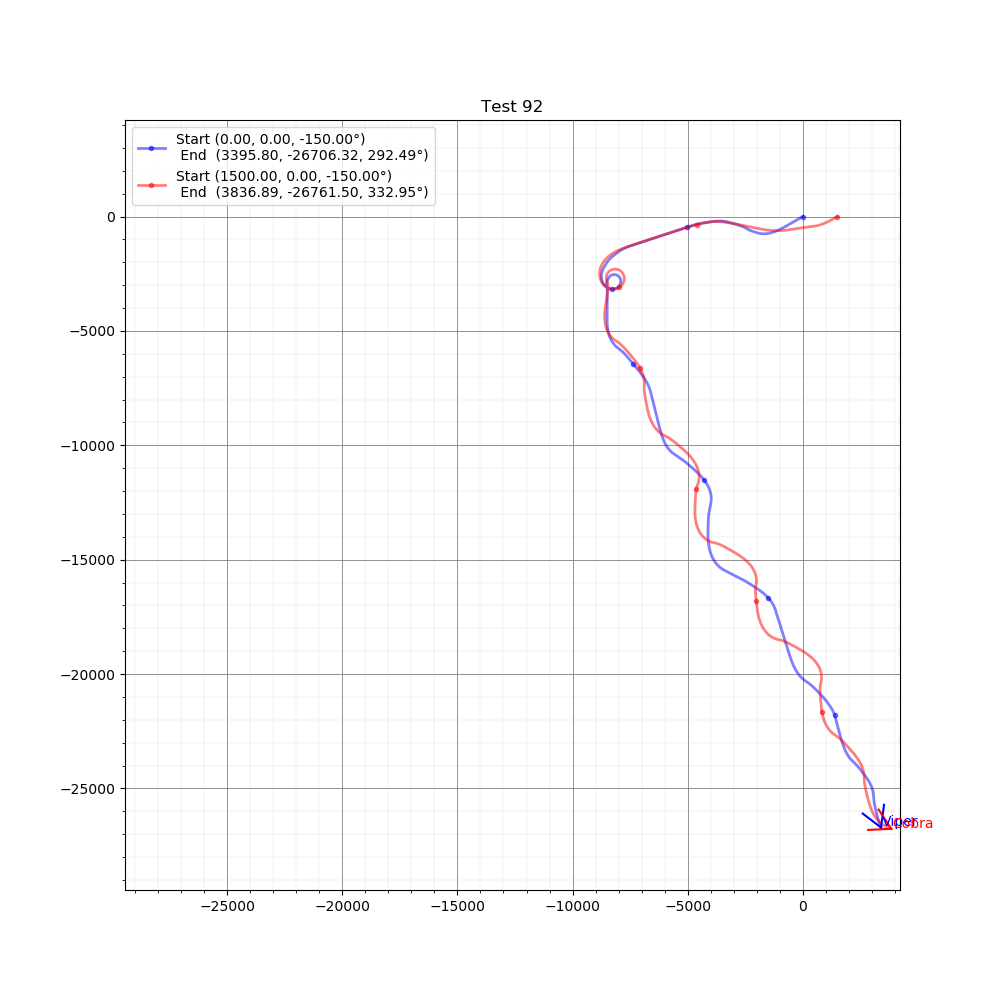 Test 92
Start (0.00, 0.00, -150.00°)
End (3395.80, -26706.32, 292.49°)
Start (1500.00, 0.00, -150.00°)
End (3836.89, -26761.50, 332.95°)
0
−5000
−10000
−15000
−20000
−25000
Viper
Cobra
−25000 −20000 −15000 −10000 −5000 0